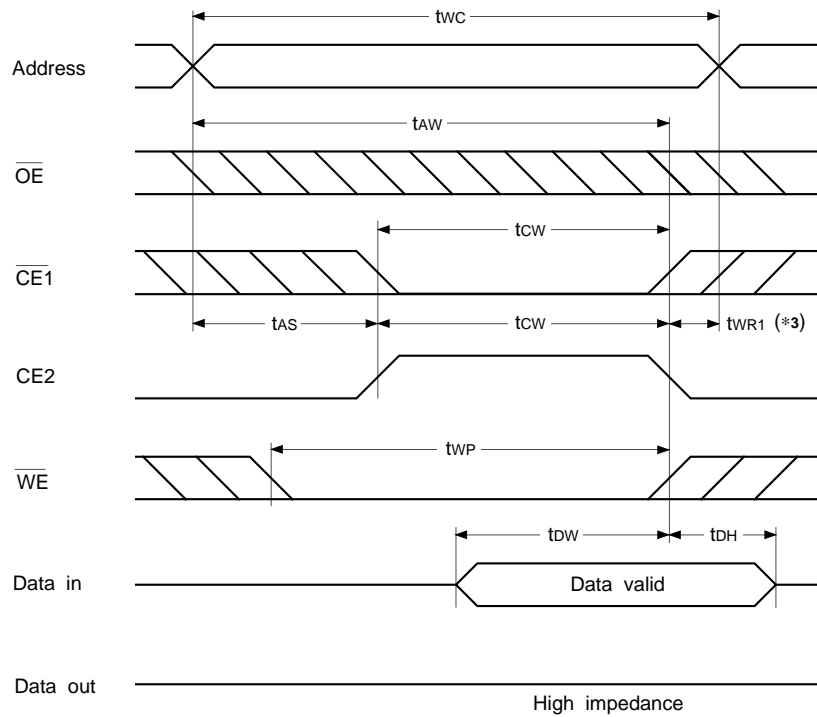 tWC
Address
tAW
OE
tCW
CE1
tAS
tCW
tWR1 (*3)
CE2
tWP
WE
tDW
tDH
Data in
Data valid
Data out
High impedance